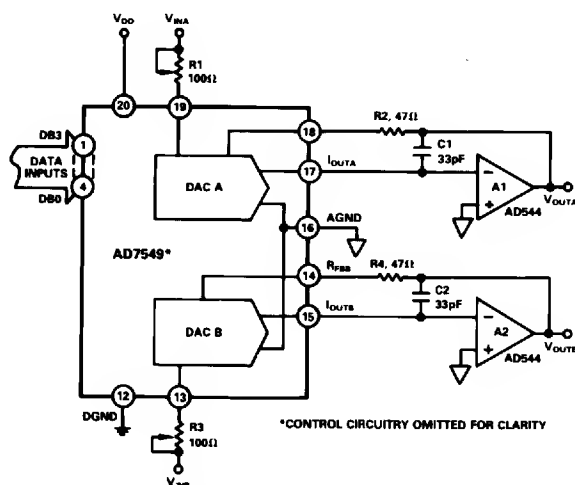 VDD
VINA
R1
100Ω
20
19
DB3
1
DATA
INPUTS
4
DB0
DAC A
18
R2, 47Ω
IOUTA
17
C1
33pF
A1
AD544
VOUTA
AGND
16
AD7549*
RFBB
14
R4, 47Ω
IOUTB
15
C2
33pF
A2
AD544
VOUTB
DAC B
12
DGND
13
R3
100Ω
*CONTROL CIRCUITRY OMITTED FOR CLARITY